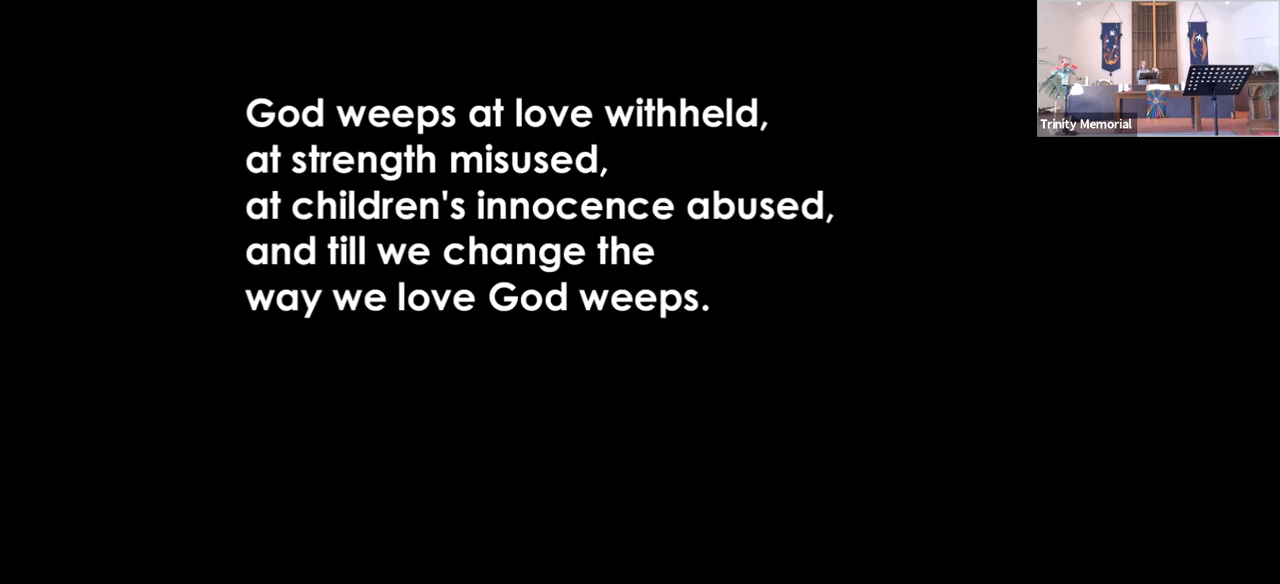 God weeps at love withheld,
at strength misused,
at children's innocence abused,
and till we change the
way we love God weeps.
Trinity Memorial